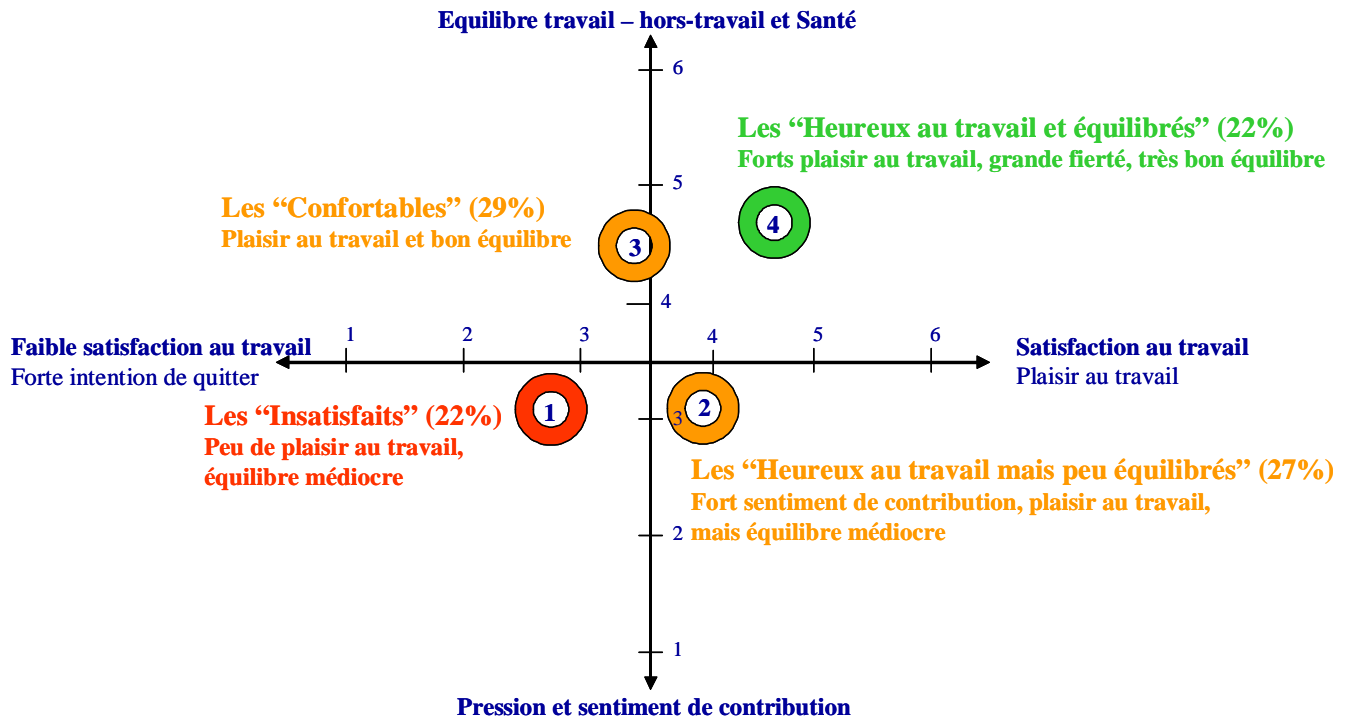 Equilibre travail – hors-travail et Santé
6
Les “Heureux au travail et équilibrés” (22%)
Forts plaisir au travail, grande fierté, très bon équilibre
5
Les “Confortables” (29%)
Plaisir au travail et bon équilibre
4
3
4
1
2
3
4
5
6
Faible satisfaction au travail
Forte intention de quitter
Satisfaction au travail
Plaisir au travail
Les “Insatisfaits” (22%)
Peu de plaisir au travail,
équilibre médiocre
1
2
3
Les “Heureux au travail mais peu équilibrés” (27%)
Fort sentiment de contribution, plaisir au travail,
mais équilibre médiocre
2
1
Pression et sentiment de contribution